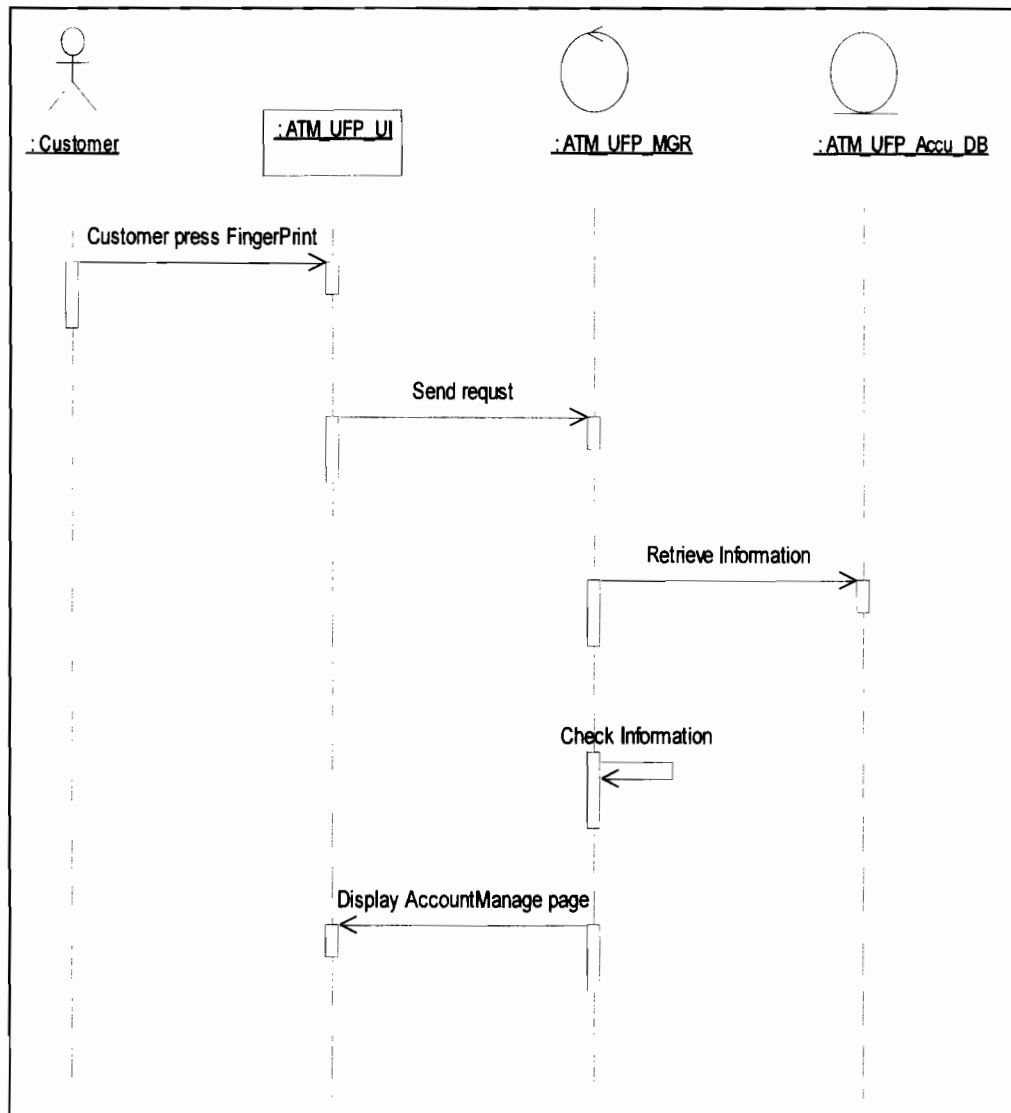 : Customer
: ATM_UFP_UI
: ATM_UFP_MGR
: ATM_UFP_Accu_DB
Customer press FingerPrint
Send requst
Retrieve Information
Check Information
Display AccountManage page